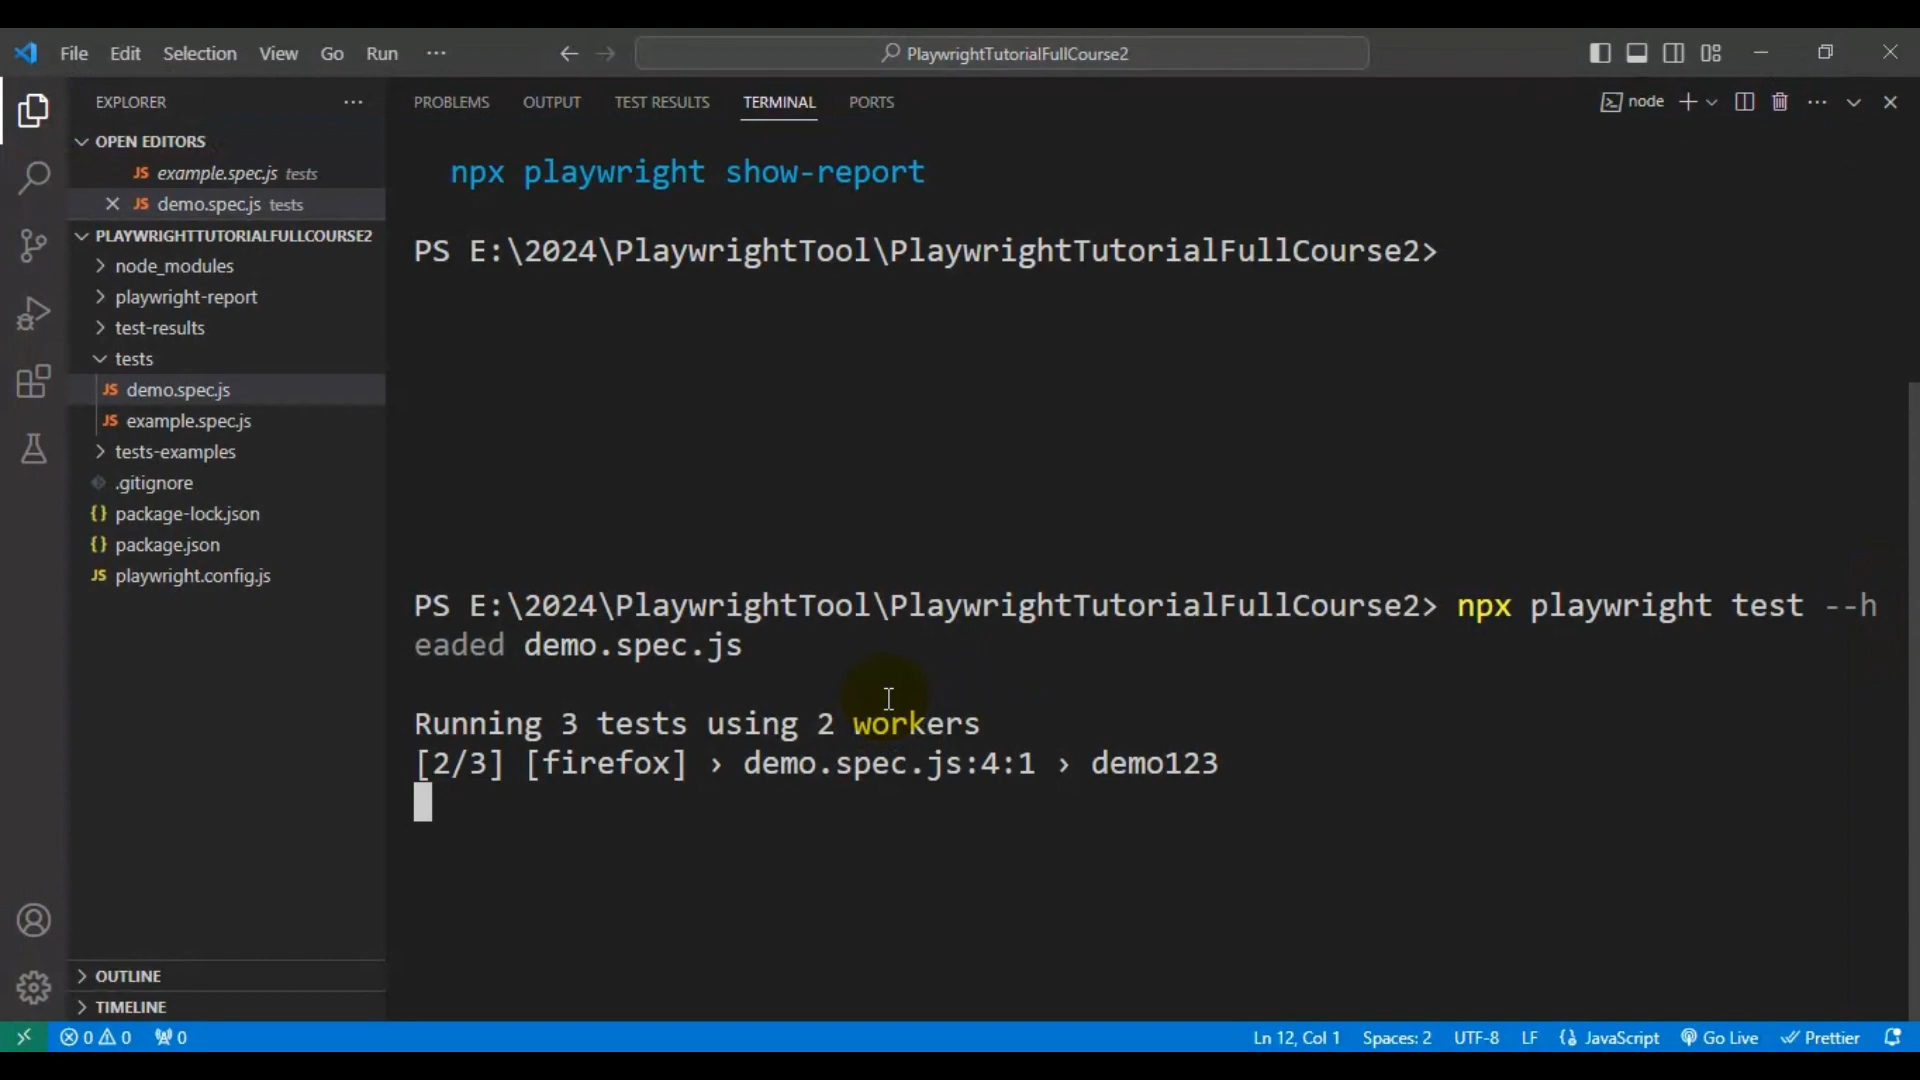 File Edit Selection View Go Run ···
PlaywrightTutorialFullCourse2
EXPLORER
OPEN EDITORS
JS example.spec.js tests
JS demo.spec.js tests
PLAYWRIGHTTUTORIALFULLCOURSE2
node_modules
playwright-report
test-results
tests
JS demo.spec.js
JS example.spec.js
tests-examples
.gitignore
{} package-lock.json
{} package.json
JS playwright.config.js
OUTLINE
TIMELINE
PROBLEMS OUTPUT TEST RESULTS TERMINAL PORTS
node
npx playwright show-report
PS E:\2024\PlaywrightTool\PlaywrightTutorialFullCourse2>
PS E:\2024\PlaywrightTool\PlaywrightTutorialFullCourse2> npx playwright test --h
eaded demo.spec.js
Running 3 tests using 2 workers
[2/3] [firefox] › demo.spec.js:4:1 › demo123
0 0 0
Ln 12, Col 1 Spaces: 2 UTF-8 LF JavaScript Go Live Prettier